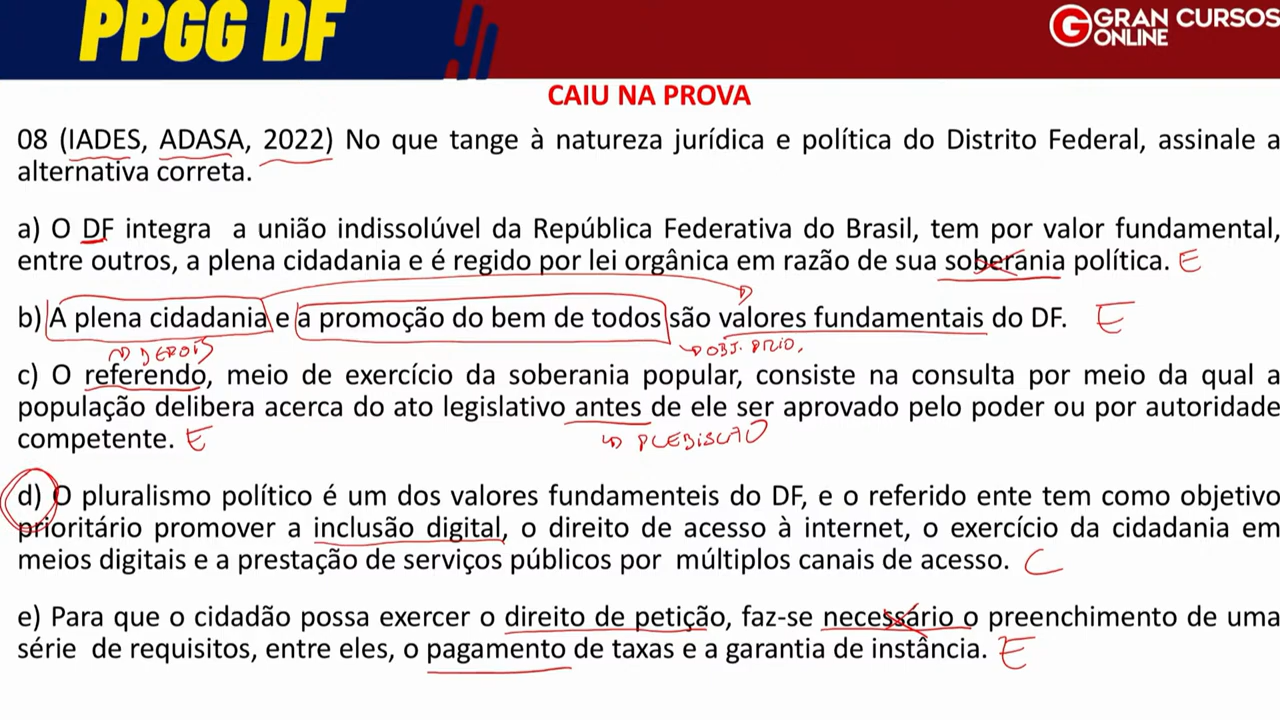 PPGG DF
GRAN CURSOS
ONLINE
CAIU NA PROVA
08 (IADES, ADASA, 2022) No que tange à natureza jurídica e política do Distrito Federal, assinale a
alternativa correta.
a) O DF integra a união indissolúvel da República Federativa do Brasil, tem por valor fundamental,
entre outros, a plena cidadania e é regido por lei orgânica em razão de sua soberania política. E
b) A plena cidadania e a promoção do bem de todos são valores fundamentais do DF. E
DEPOIS
OBJ. PRIO.
c) O referendo, meio de exercício da soberania popular, consiste na consulta por meio da qual a
população delibera acerca do ato legislativo antes de ele ser aprovado pelo poder ou por autoridade
competente. E
PLEBISCITO
d) O pluralismo político é um dos valores fundamenteis do DF, e o referido ente tem como objetivo
prioritário promover a inclusão digital, o direito de acesso à internet, o exercício da cidadania em
meios digitais e a prestação de serviços públicos por múltiplos canais de acesso. C
e) Para que o cidadão possa exercer o direito de petição, faz-se necessário o preenchimento de uma
série de requisitos, entre eles, o pagamento de taxas e a garantia de instância. E